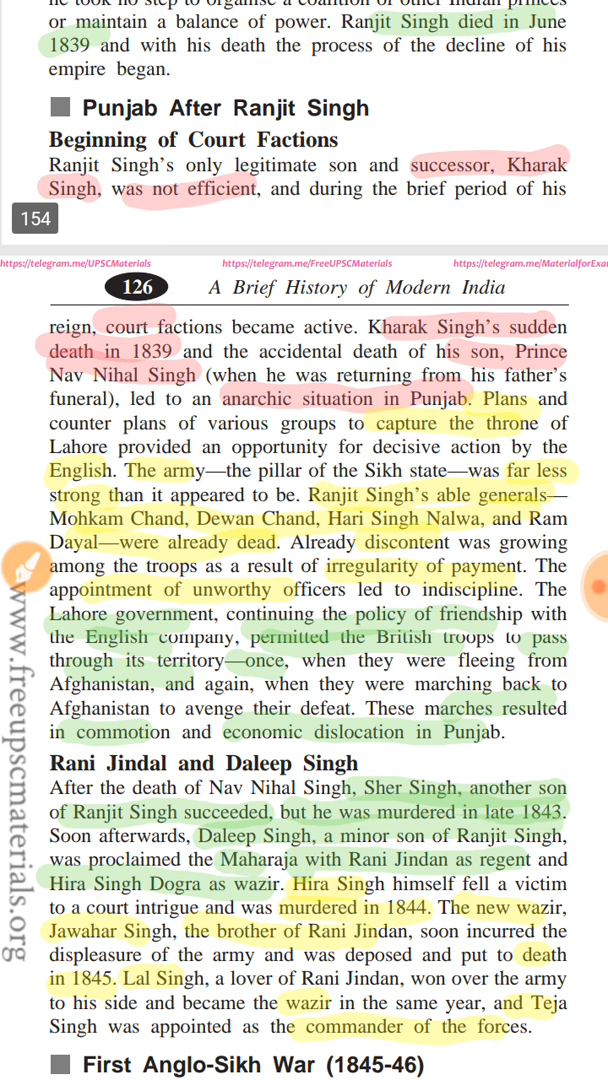 he took no step to organise a coalition of other Indian princes
or maintain a balance of power. Ranjit Singh died in June
1839 and with his death the process of the decline of his
empire began.
Punjab After Ranjit Singh
Beginning of Court Factions
Ranjit Singh's only legitimate son and successor, Kharak
Singh, was not efficient, and during the brief period of his
154
https://telegram.me/UPSCMaterials https://telegram.me/FreeUPSCMaterials https://telegram.me/MaterialforExa
126 A Brief History of Modern India
reign, court factions became active. Kharak Singh's sudden
death in 1839 and the accidental death of his son, Prince
Nav Nihal Singh (when he was returning from his father's
funeral), led to an anarchic situation in Punjab. Plans and
counter plans of various groups to capture the throne of
Lahore provided an opportunity for decisive action by the
English. The army—the pillar of the Sikh state—was far less
strong than it appeared to be. Ranjit Singh's able generals—
Mohkam Chand, Dewan Chand, Hari Singh Nalwa, and Ram
Dayal—were already dead. Already discontent was growing
among the troops as a result of irregularity of payment. The
appointment of unworthy officers led to indiscipline. The
Lahore government, continuing the policy of friendship with
the English company, permitted the British troops to pass
through its territory—once, when they were fleeing from
Afghanistan, and again, when they were marching back to
Afghanistan to avenge their defeat. These marches resulted
in commotion and economic dislocation in Punjab.
Rani Jindal and Daleep Singh
After the death of Nav Nihal Singh, Sher Singh, another son
of Ranjit Singh succeeded, but he was murdered in late 1843.
Soon afterwards, Daleep Singh, a minor son of Ranjit Singh,
was proclaimed the Maharaja with Rani Jindan as regent and
Hira Singh Dogra as wazir. Hira Singh himself fell a victim
to a court intrigue and was murdered in 1844. The new wazir,
Jawahar Singh, the brother of Rani Jindan, soon incurred the
displeasure of the army and was deposed and put to death
in 1845. Lal Singh, a lover of Rani Jindan, won over the army
to his side and became the wazir in the same year, and Teja
Singh was appointed as the commander of the forces.
First Anglo-Sikh War (1845-46)
www.freeupscmaterials.org